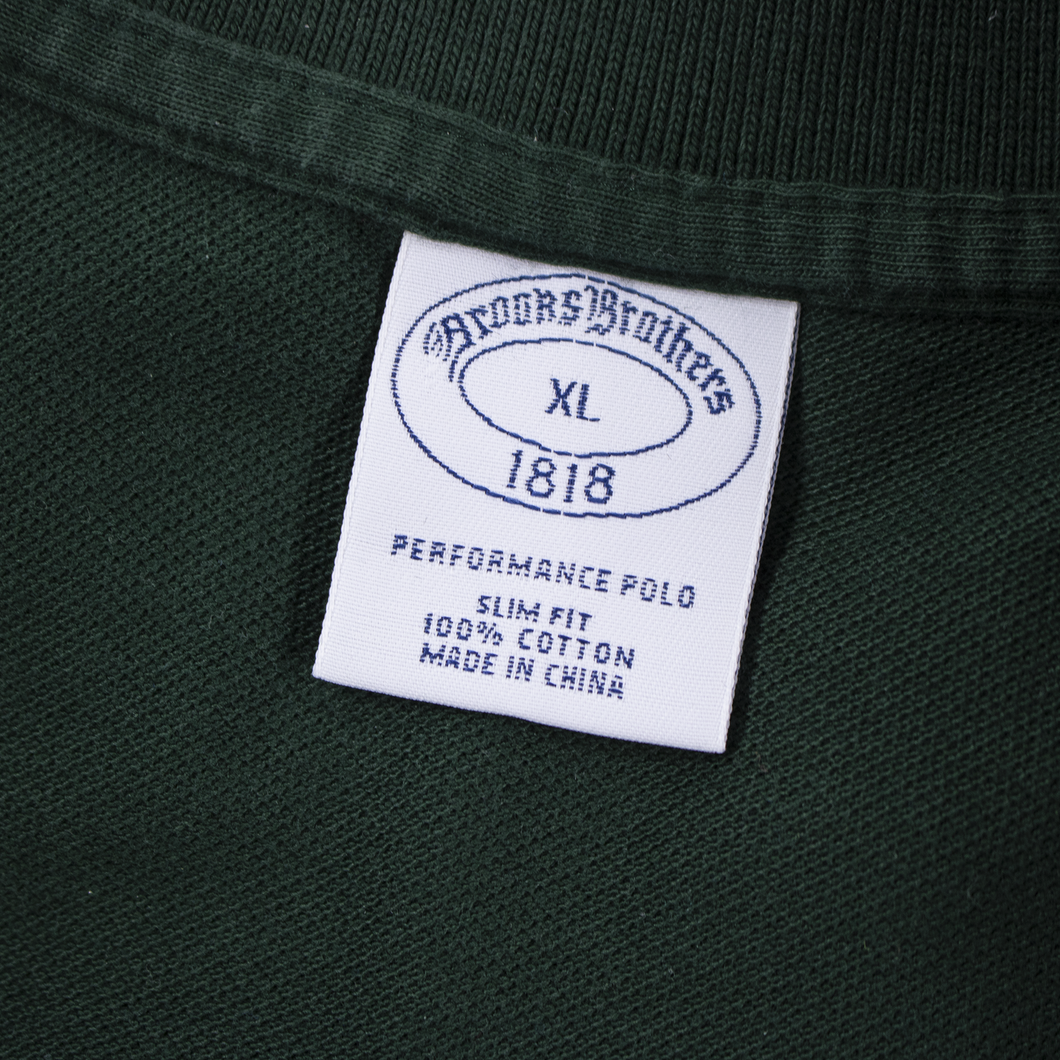 Brooks Brothers
XL
1818
PERFORMANCE POLO
SLIM FIT
100% COTTON
MADE IN CHINA